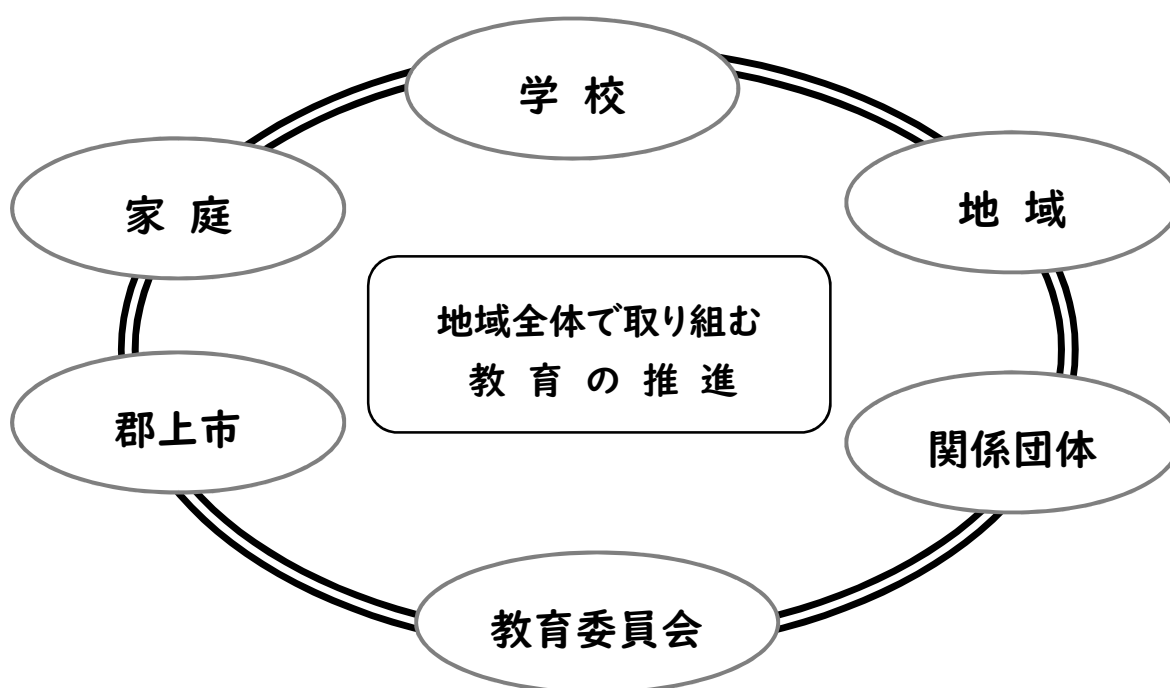 学 校
家 庭
地 域
地域全体で取り組む
教 育 の 推 進
郡上市
関係団体
教育委員会